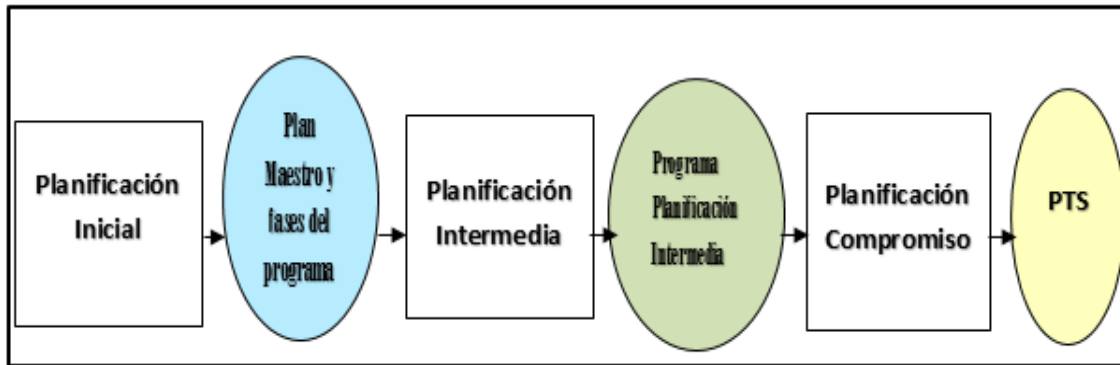 Planificación
Inicial
Plan
Maestro y
fases del
programa
Planificación
Intermedia
Programa
Planificación
Intermedia
Planificación
Compromiso
PTS